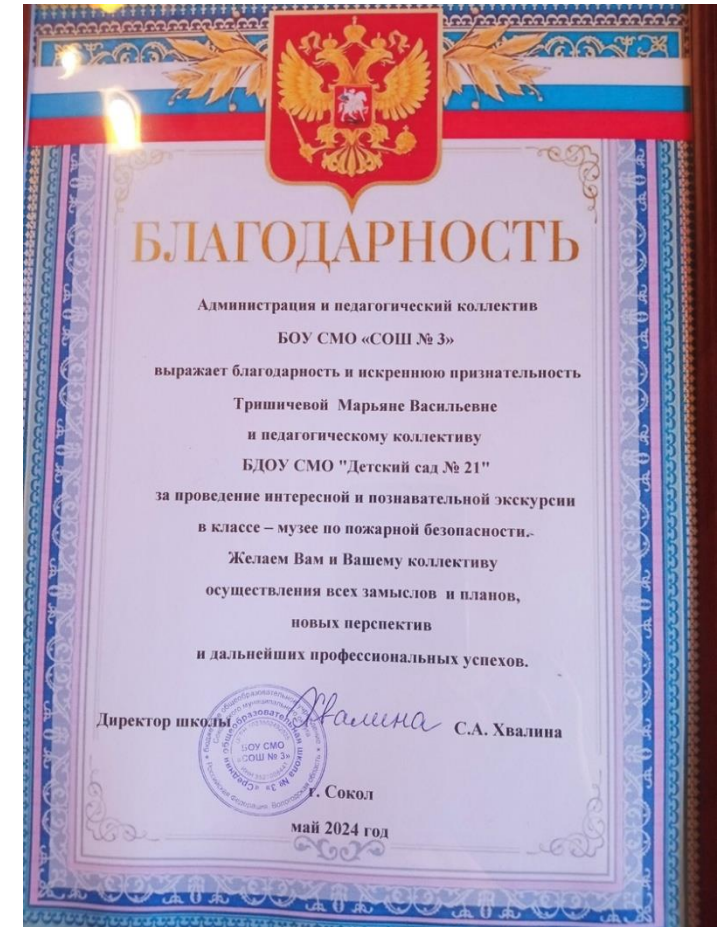 БЛАГОДАРНОСТЬ
Администрация и педагогический коллектив
БОУ СМО «СОШ № 3»
выражает благодарность и искреннюю признательность
Тришичевой Марьяне Васильевне
и педагогическому коллективу
БДОУ СМО "Детский сад № 21"
за проведение интересной и познавательной экскурсии
в классе – музее по пожарной безопасности.
Желаем Вам и Вашему коллективу
осуществления всех замыслов и планов,
новых перспектив
и дальнейших профессиональных успехов.
Директор школы Хвалина С.А. Хвалина
БОУ СМО
«СОШ № 3»
г. Сокол
май 2024 год